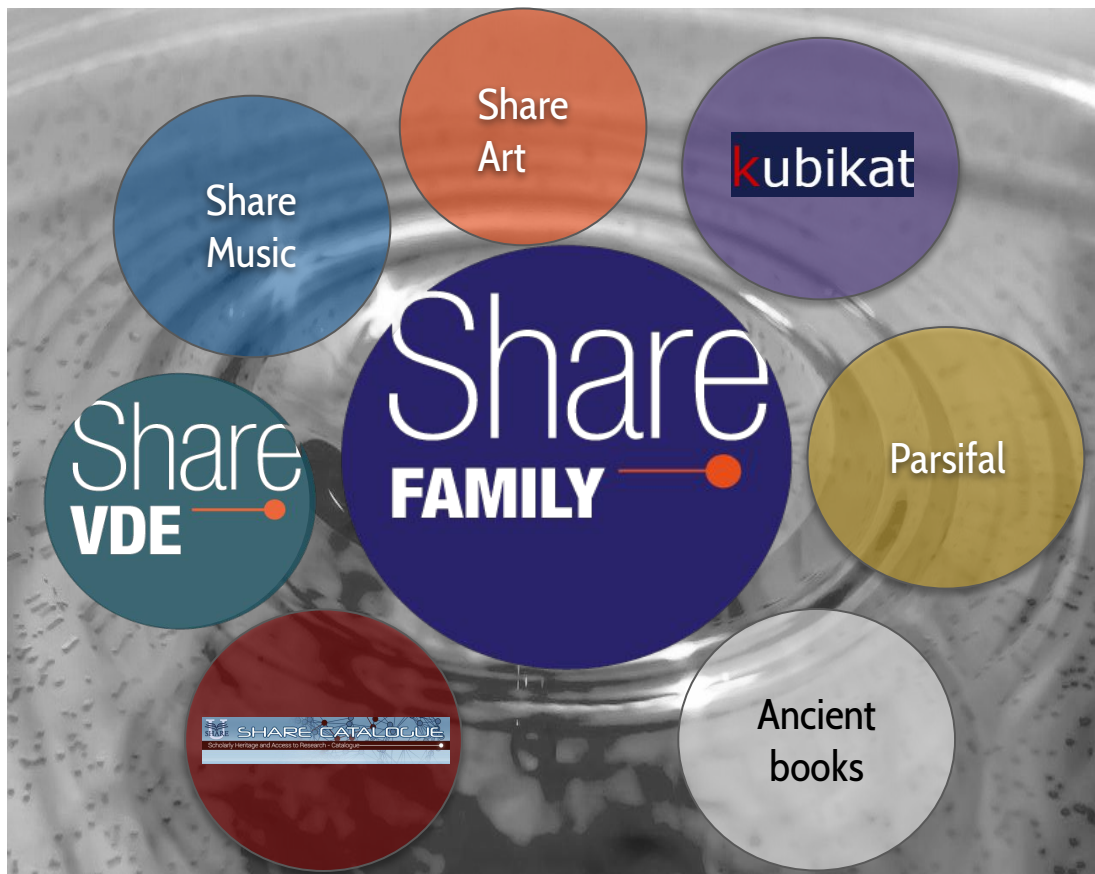 Share
Art
kubikat
Share
Music
Share
FAMILY
Share
VDE
Parsifal
SHARE
SHARE CATALOGUE
Scholarly Heritage and Access to Research - Catalogue
Ancient
books